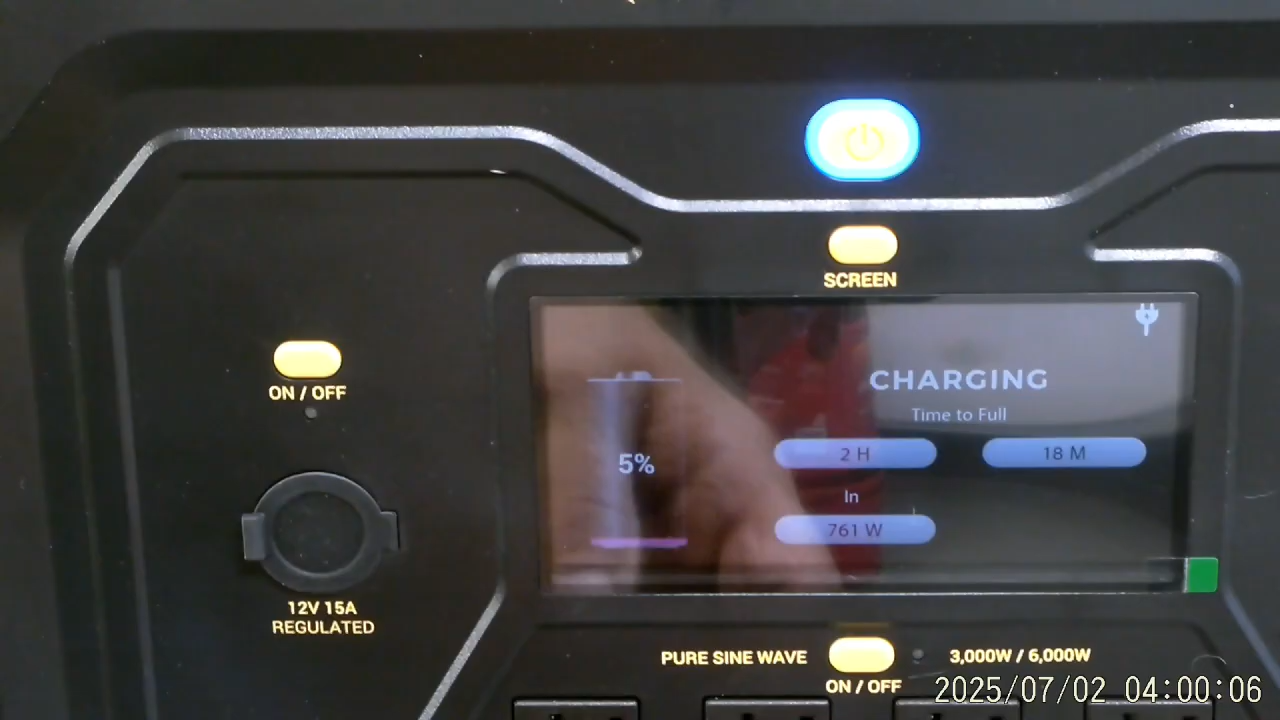 SCREEN
ON / OFF
CHARGING
Time to Full
5%
2 H
18 M
In
761 W
12V 15A
REGULATED
PURE SINE WAVE
3,000W / 6,000W
ON / OFF
2025/07/02 04:00:06